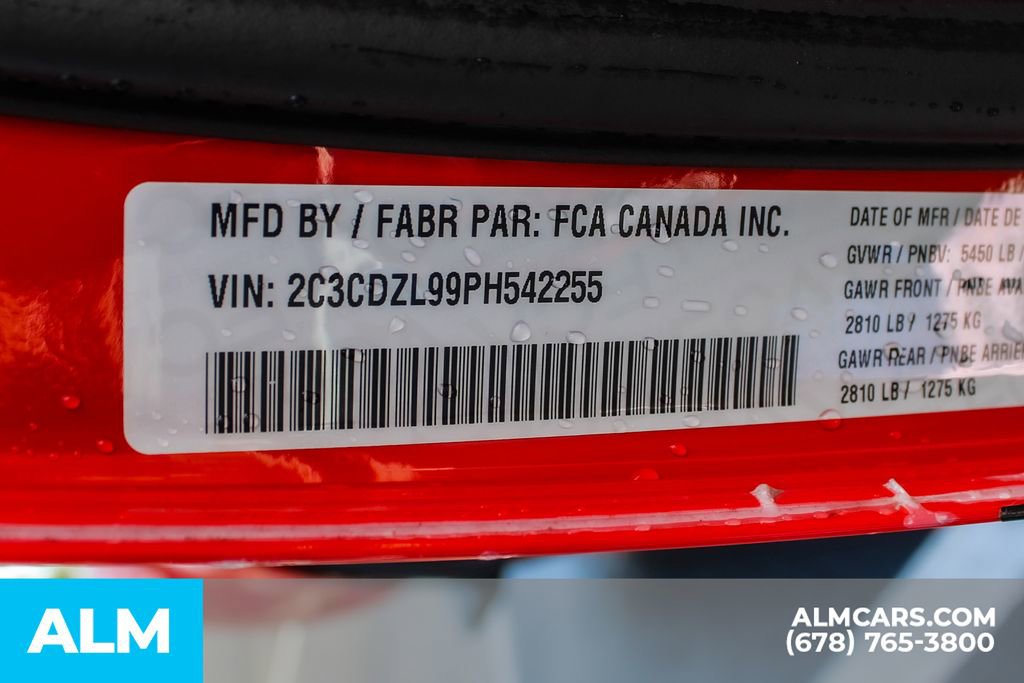 MFD BY / FABR PAR: FCA CANADA INC.
VIN: 2C3CDZL99PH542255
DATE OF MFR / DATE DE
GVWR / PNBV: 5450 LB /
GAWR FRONT / PNBE AVA
2810 LB / 1275 KG
GAWR REAR / PNBE ARRIE
2810 LB / 1275 KG
ALM
ALMCARS.COM
(678) 765-3800